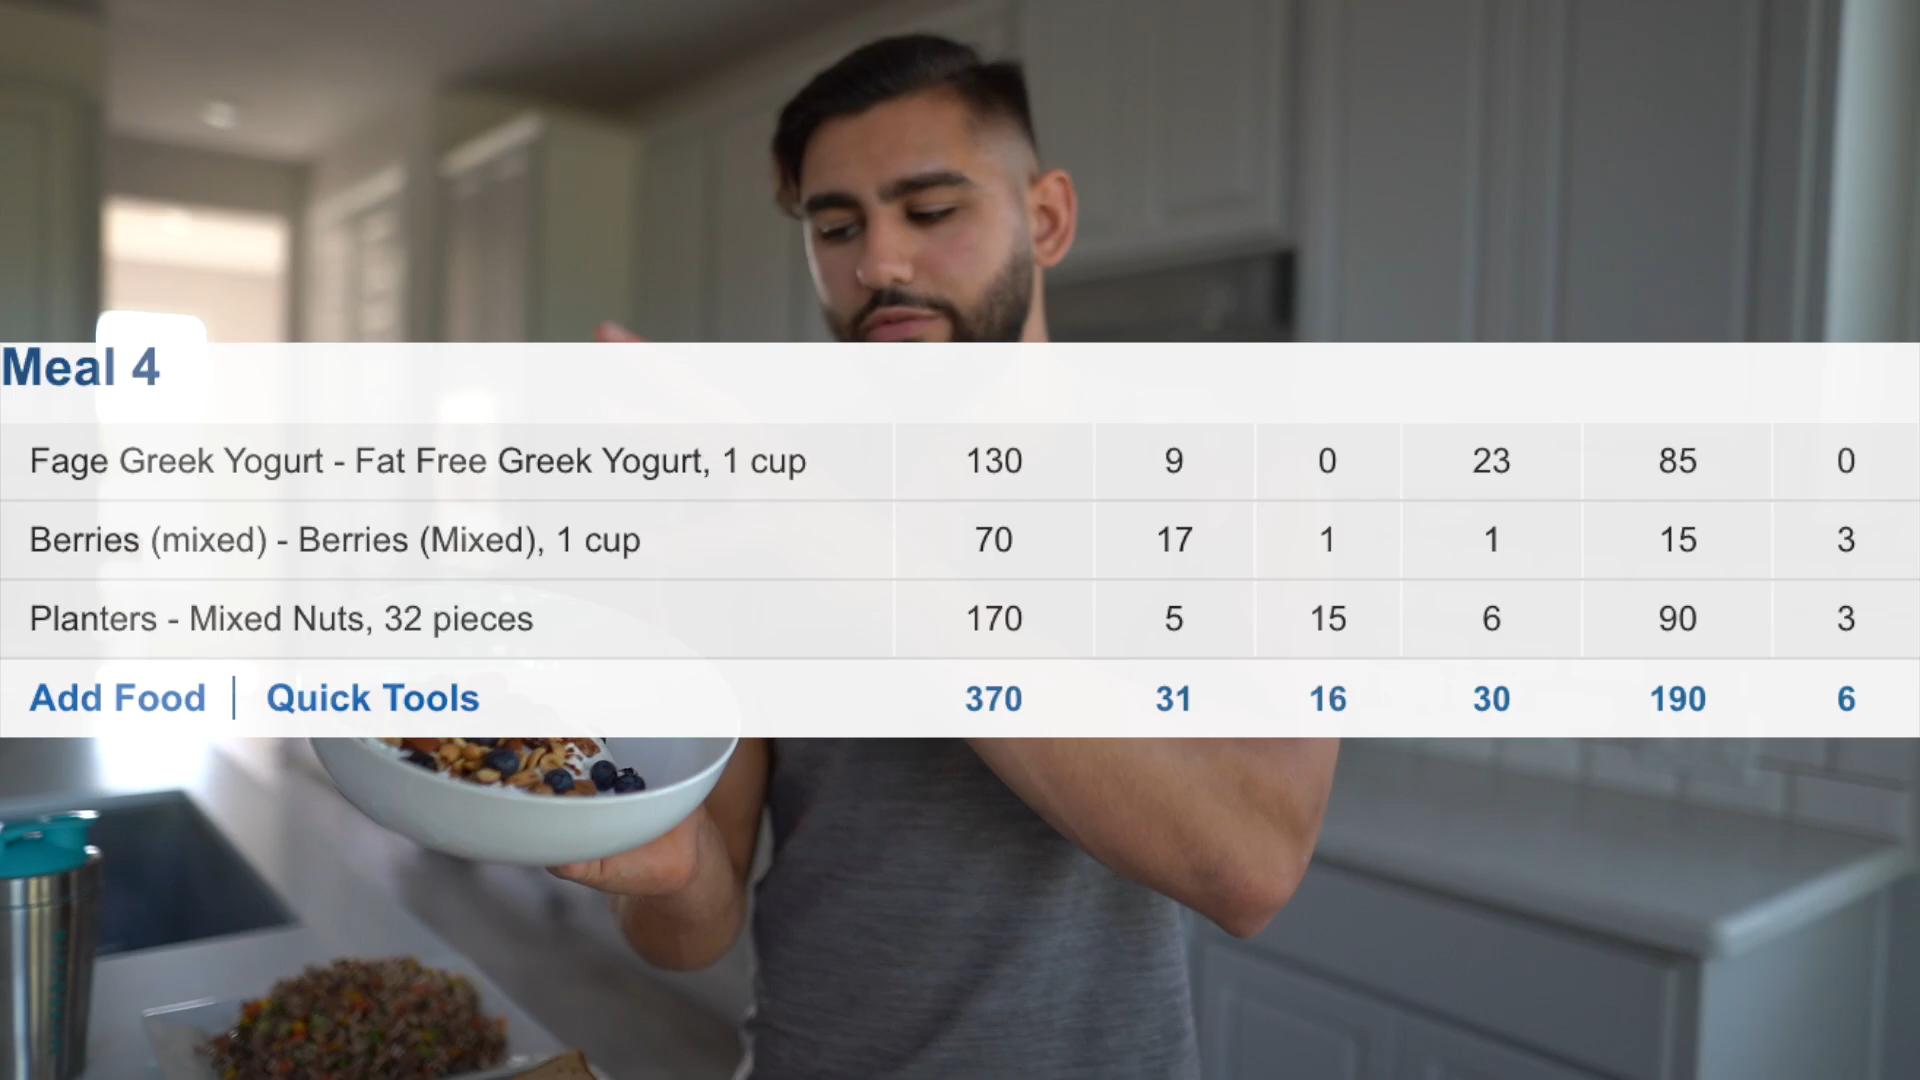 Meal 4
Fage Greek Yogurt - Fat Free Greek Yogurt, 1 cup 130 9 0 23 85 0
Berries (mixed) - Berries (Mixed), 1 cup 70 17 1 1 15 3
Planters - Mixed Nuts, 32 pieces 170 5 15 6 90 3
Add Food | Quick Tools 370 31 16 30 190 6